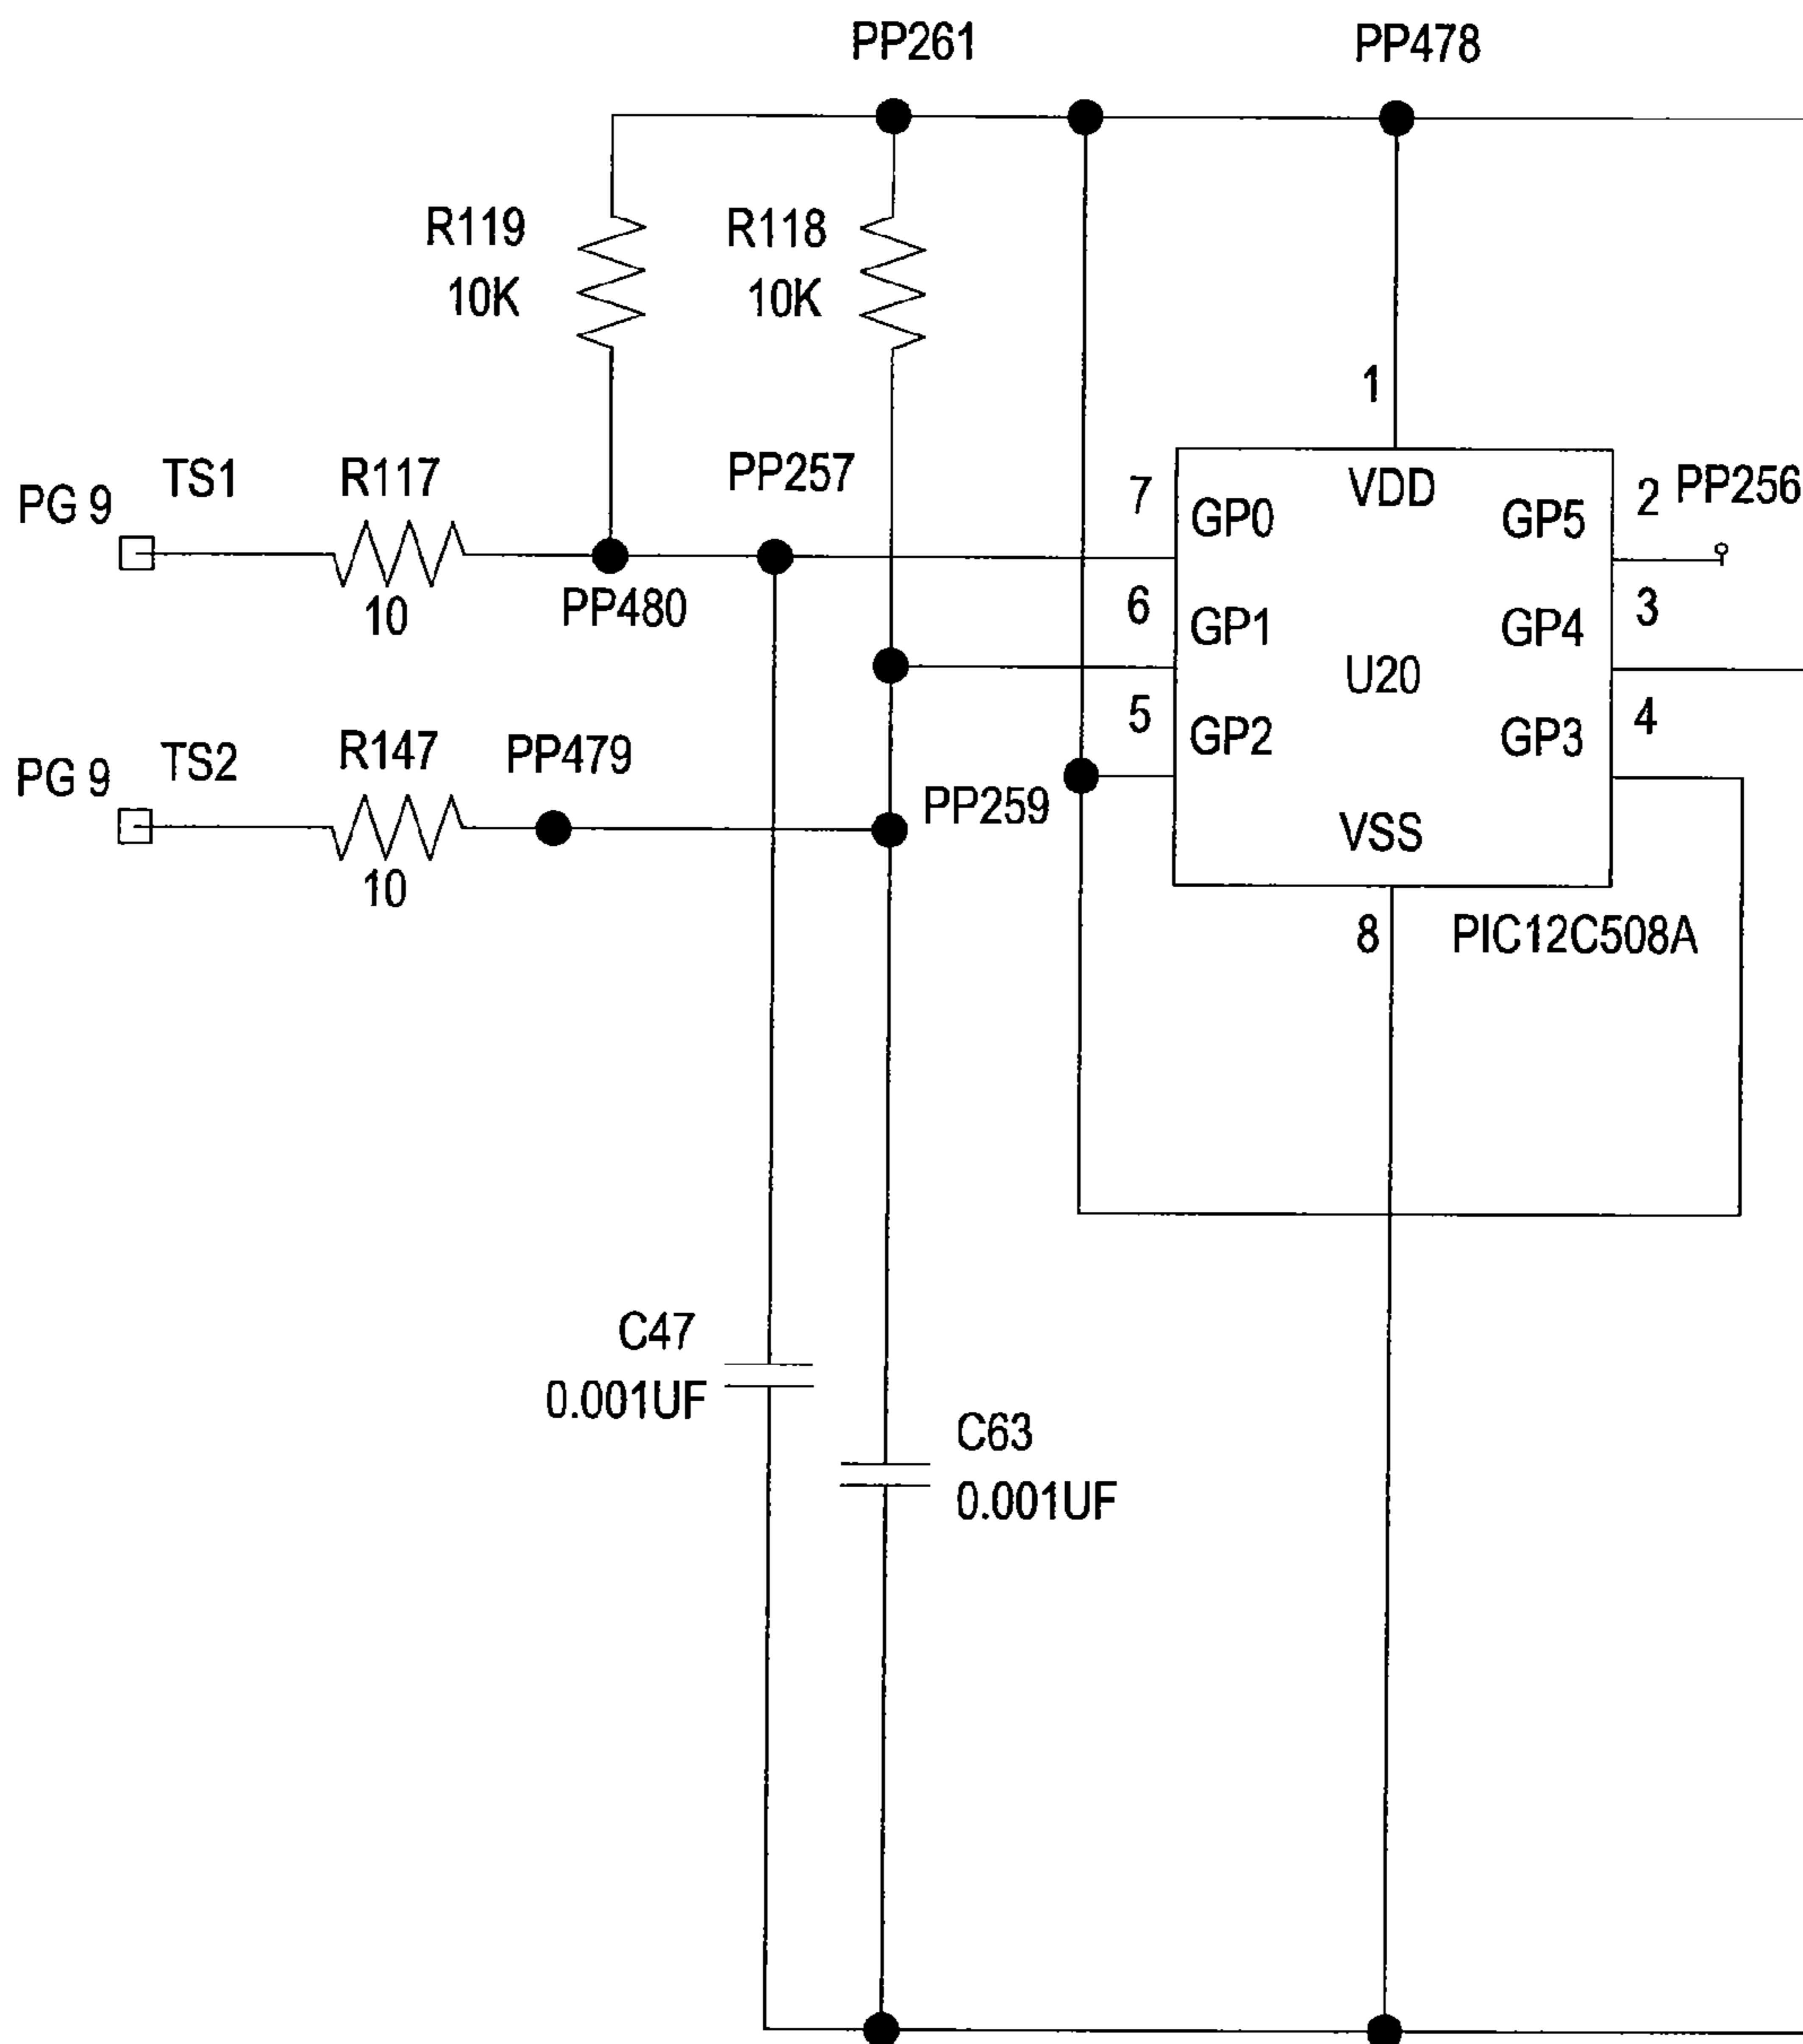 PP261
PP478
R119
10K
R118
10K
1
PG 9
TS1
R117
10
PP480
PP257
7
GP0
VDD
GP5
2
PP256
6
GP1
GP4
3
U20
5
GP2
GP3
4
PG 9
TS2
R147
10
PP479
PP259
VSS
8
PIC12C508A
C47
0.001UF
C63
0.001UF